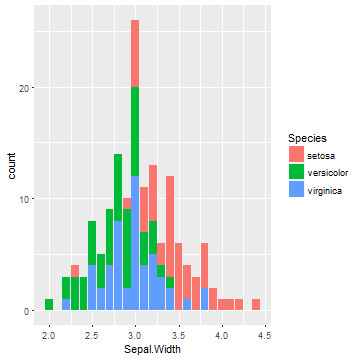 count
20
10
0
2.0 2.5 3.0 3.5 4.0 4.5
Sepal.Width
Species
setosa
versicolor
virginica